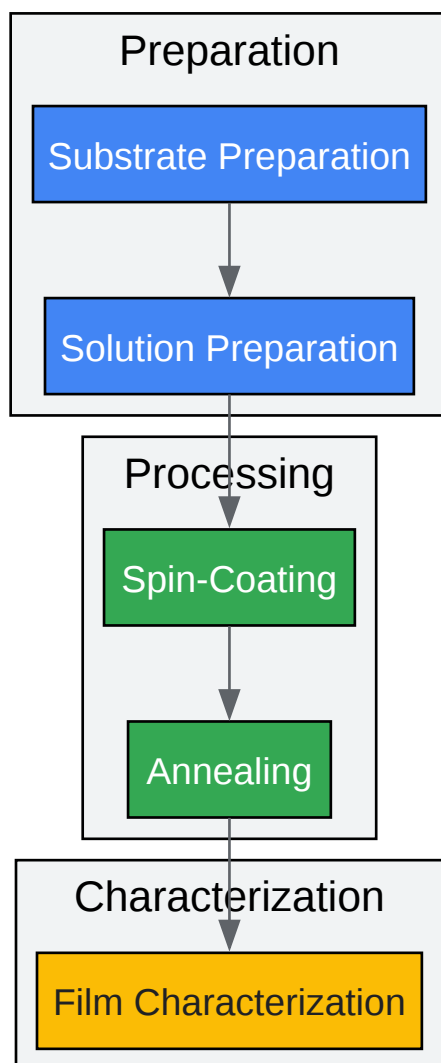 Preparation
Substrate Preparation
Solution Preparation
Processing
Spin-Coating
Annealing
Characterization
Film Characterization